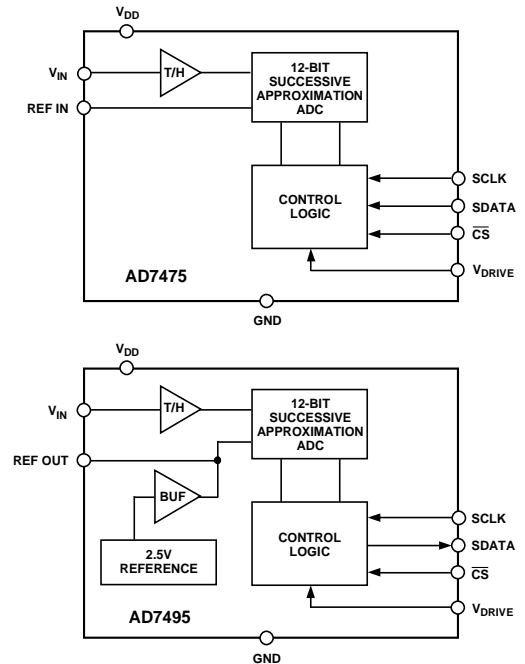 VDD
VIN
T/H
12-BIT
SUCCESSIVE
APPROXIMATION
ADC
REF IN
CONTROL
LOGIC
SCLK
SDATA
CS
VDRIVE
AD7475
GND
VDD
VIN
T/H
12-BIT
SUCCESSIVE
APPROXIMATION
ADC
REF OUT
BUF
2.5V
REFERENCE
CONTROL
LOGIC
SCLK
SDATA
CS
VDRIVE
AD7495
GND